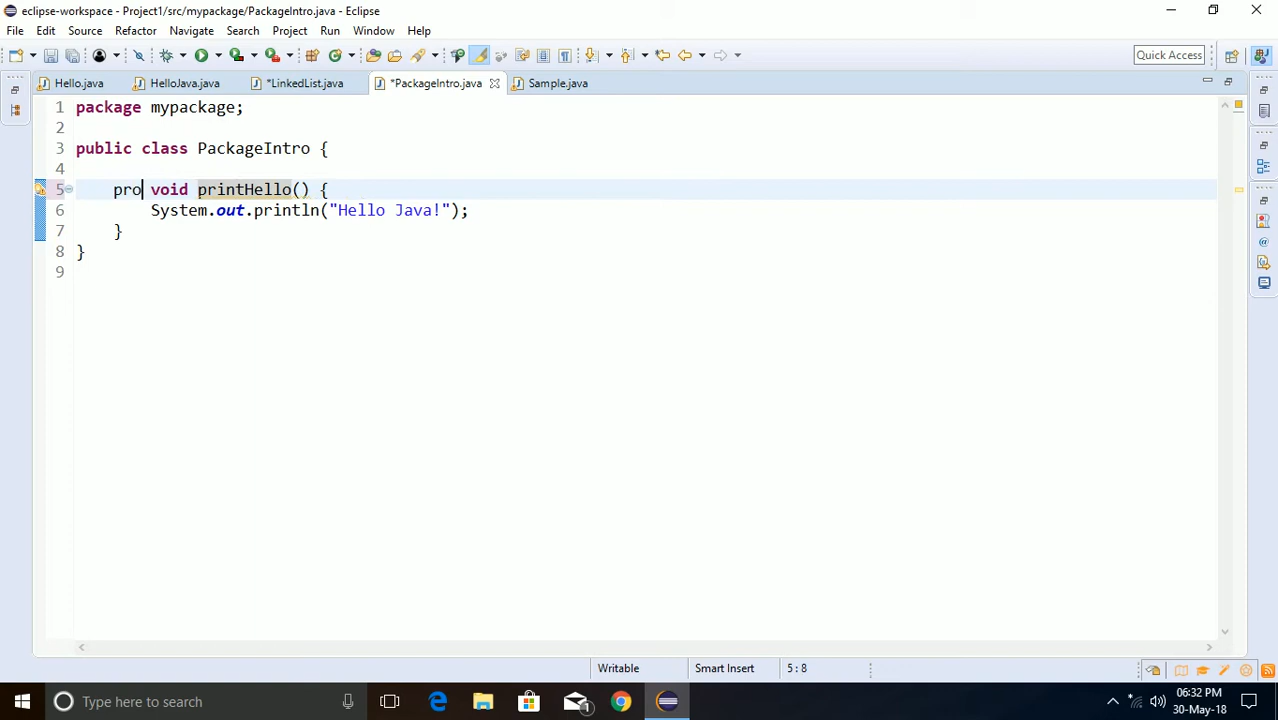 eclipse-workspace - Project1/src/mypackage/PackageIntro.java - Eclipse
File Edit Source Refactor Navigate Search Project Run Window Help
Quick Access
Hello.java HelloJava.java *LinkedList.java *PackageIntro.java Sample.java
1 package mypackage;
2
3 public class PackageIntro {
4
5 pro void printHello() {
6 System.out.println("Hello Java!");
7 }
8 }
9
Writable Smart Insert 5 : 8
Type here to search 1 06:32 PM
30-May-18